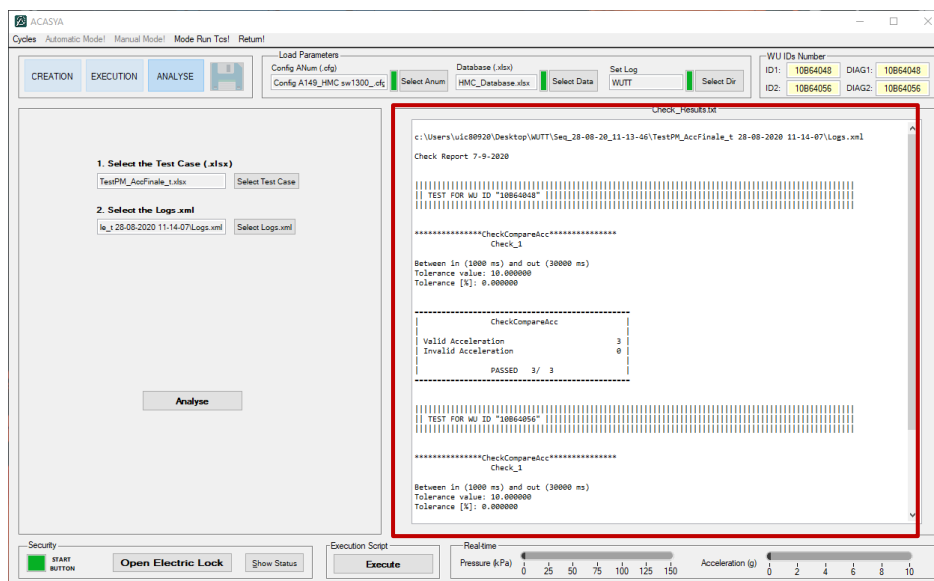 ACASYA
Cycles Automatic Mode! Manual Mode! Mode Run Tcs! Return!
CREATION EXECUTION ANALYSE
Load Parameters
Config ANum (.cfg) Database (.xlsx) Set Log
Config A149_HMC sw1300_.cfg Select Anum HMC_Database.xlsx Select Data WUTT Select Dir
WU IDs Number
ID1: 10B64048 DIAG1: 10B64048
ID2: 10B64056 DIAG2: 10B64056
1. Select the Test Case (.xlsx)
TestPM_AccFinale_t.xlsx Select Test Case
2. Select the Logs.xml
le_t 28-08-2020 11-14-07\Logs.xml Select Logs.xml
Analyse
Check_Results.txt
c:\Users\uic80920\Desktop\WUTT\Seq_28-08-20_11-13-46\TestPM_AccFinale_t 28-08-2020 11-14-07\Logs.xml
Check Report 7-9-2020
|| TEST FOR WU ID "10B64048" ||
***************CheckCompareAcc***************
Check_1
Between in (1000 ms) and out (30000 ms)
Tolerance value: 10.000000
Tolerance [%]: 0.000000
CheckCompareAcc
Valid Acceleration 3
Invalid Acceleration 0
PASSED 3/ 3
|| TEST FOR WU ID "10B64056" ||
***************CheckCompareAcc***************
Check_1
Between in (1000 ms) and out (30000 ms)
Tolerance value: 10.000000
Tolerance [%]: 0.000000
Security
START BUTTON Open Electric Lock Show Status
Execution Script
Execute
Real-time
Pressure (kPa) 0 25 50 75 100 125 150
Acceleration (g) 0 2 4 6 8 10